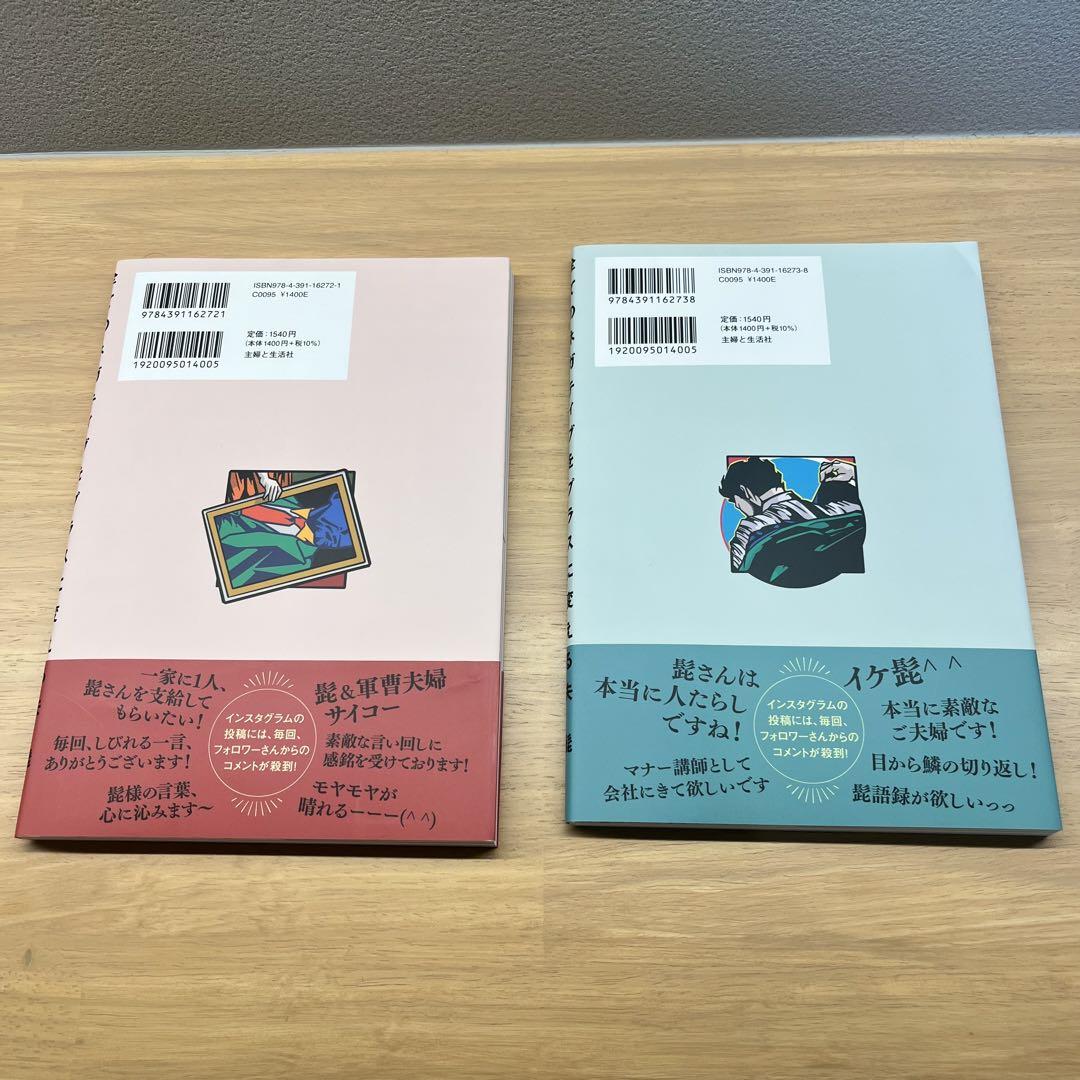 ISBN978-4-391-16272-1
C0095 ¥1400E
9784391162721
定価：1540円
（本体1400円＋税10％）
主婦と生活社
1920095014005
一家に1人、
髭さんを支給して
もらいたい！
髭＆軍曹夫婦
サイコー
インスタグラムの
投稿には、毎回、
フォロワーさんからの
コメントが殺到！
毎回、しびれる一言、
ありがとうございます！
素敵な言い回しに
感銘を受けております！
髭様の言葉、
心に沁みます〜
モヤモヤが
晴れるーーー(^ ^)
ISBN978-4-391-16273-8
C0095 ¥1400E
9784391162738
定価：1540円
（本体1400円＋税10％）
主婦と生活社
1920095014005
髭さんは
本当に人たらし
ですね！
イケ髭^ ^
インスタグラムの
投稿には、毎回、
フォロワーさんからの
コメントが殺到！
本当に素敵な
ご夫婦です！
マナー講師として
会社にきて欲しいです
目から鱗の切り返し！
髭語録が欲しいっっ